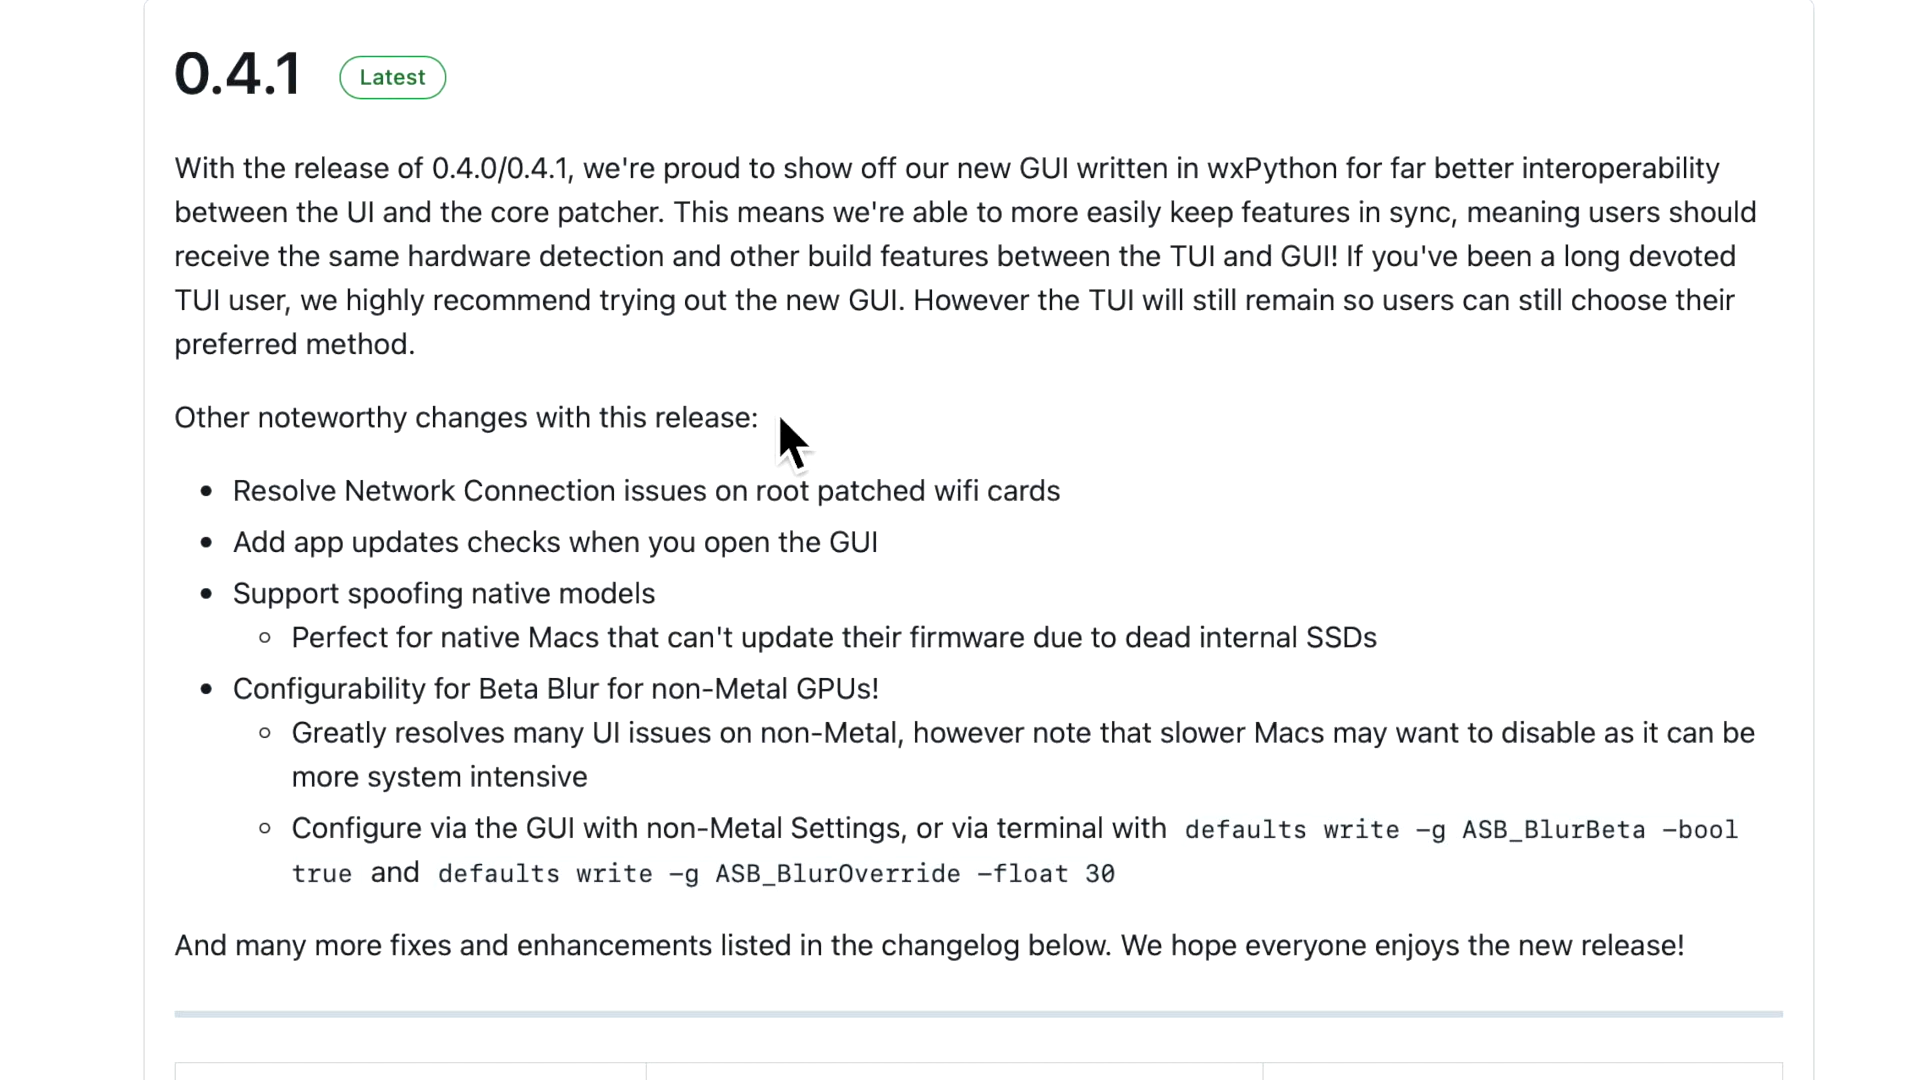 0.4.1 Latest
With the release of 0.4.0/0.4.1, we're proud to show off our new GUI written in wxPython for far better interoperability
between the UI and the core patcher. This means we're able to more easily keep features in sync, meaning users should
receive the same hardware detection and other build features between the TUI and GUI! If you've been a long devoted
TUI user, we highly recommend trying out the new GUI. However the TUI will still remain so users can still choose their
preferred method.
Other noteworthy changes with this release:
• Resolve Network Connection issues on root patched wifi cards
• Add app updates checks when you open the GUI
• Support spoofing native models
◦ Perfect for native Macs that can't update their firmware due to dead internal SSDs
• Configurability for Beta Blur for non-Metal GPUs!
◦ Greatly resolves many UI issues on non-Metal, however note that slower Macs may want to disable as it can be
more system intensive
◦ Configure via the GUI with non-Metal Settings, or via terminal with defaults write -g ASB_BlurBeta -bool
true and defaults write -g ASB_BlurOverride -float 30
And many more fixes and enhancements listed in the changelog below. We hope everyone enjoys the new release!